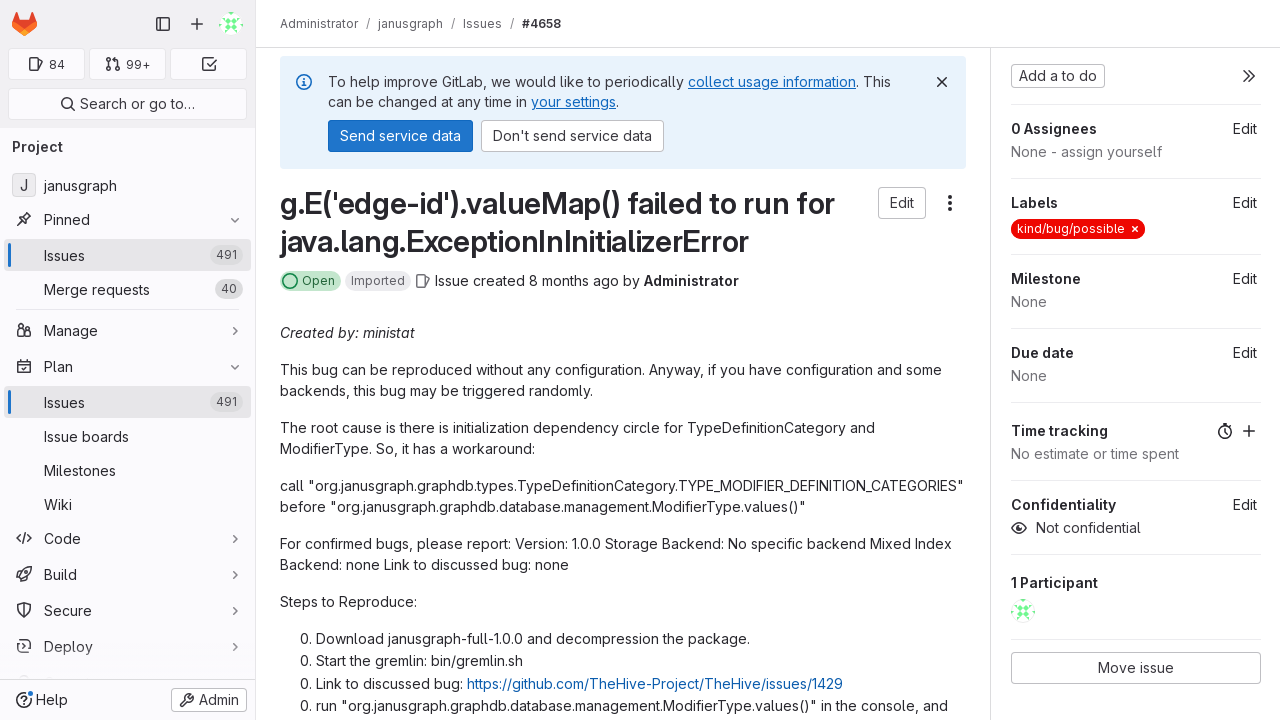 Administrator / janusgraph / Issues / #4658
84
99+
Search or go to…
Project
J janusgraph
Pinned
Issues 491
Merge requests 40
Manage
Plan
Issues 491
Issue boards
Milestones
Wiki
Code
Build
Secure
Deploy
Help
Admin
To help improve GitLab, we would like to periodically collect usage information. This
can be changed at any time in your settings.
Send service data
Don't send service data
g.E('edge-id').valueMap() failed to run for
java.lang.ExceptionInInitializerError
Edit
Open Imported Issue created 8 months ago by Administrator
Created by: ministat
This bug can be reproduced without any configuration. Anyway, if you have configuration and some
backends, this bug may be triggered randomly.
The root cause is there is initialization dependency circle for TypeDefinitionCategory and
ModifierType. So, it has a workaround:
call "org.janusgraph.graphdb.types.TypeDefinitionCategory.TYPE_MODIFIER_DEFINITION_CATEGORIES"
before "org.janusgraph.graphdb.database.management.ModifierType.values()"
For confirmed bugs, please report: Version: 1.0.0 Storage Backend: No specific backend Mixed Index
Backend: none Link to discussed bug: none
Steps to Reproduce:
0. Download janusgraph-full-1.0.0 and decompression the package.
0. Start the gremlin: bin/gremlin.sh
0. Link to discussed bug: https://github.com/TheHive-Project/TheHive/issues/1429
0. run "org.janusgraph.graphdb.database.management.ModifierType.values()" in the console, and
Add a to do
0 Assignees Edit
None - assign yourself
Labels Edit
kind/bug/possible ×
Milestone Edit
None
Due date Edit
None
Time tracking
No estimate or time spent
Confidentiality Edit
Not confidential
1 Participant
Move issue